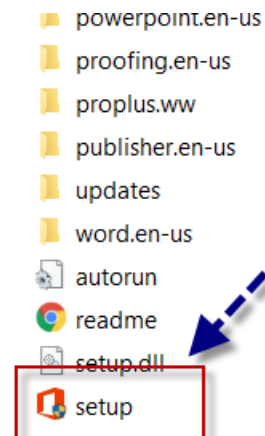 powerpoint.en-us
proofing.en-us
proplus.ww
publisher.en-us
updates
word.en-us
autorun
readme
setup.dll
setup